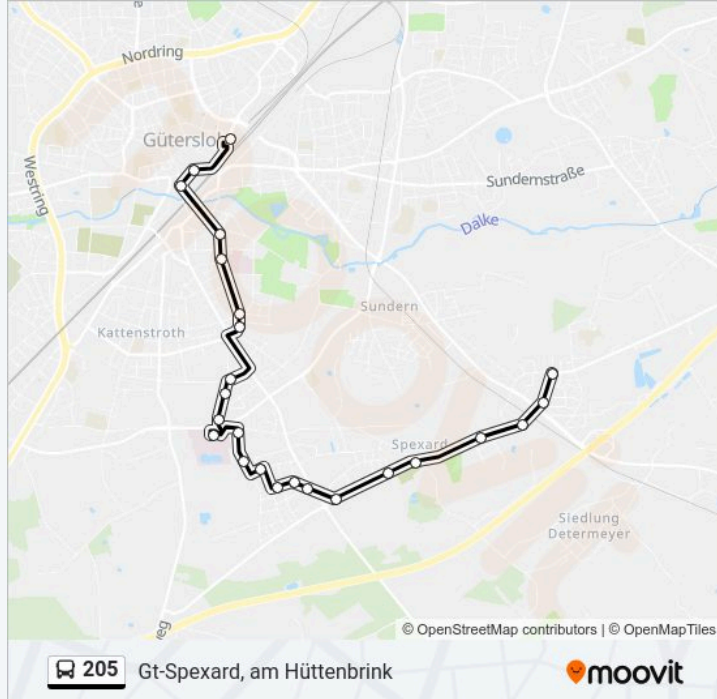 Nordring
Gütersloh
Westring
Sundernstraße
Dalke
Sundern
Kattenstroth
Spexard
Siedlung
Determeyer
weg
© OpenStreetMap contributors | © OpenMapTiles
205 Gt-Spexard, am Hüttenbrink
moovit